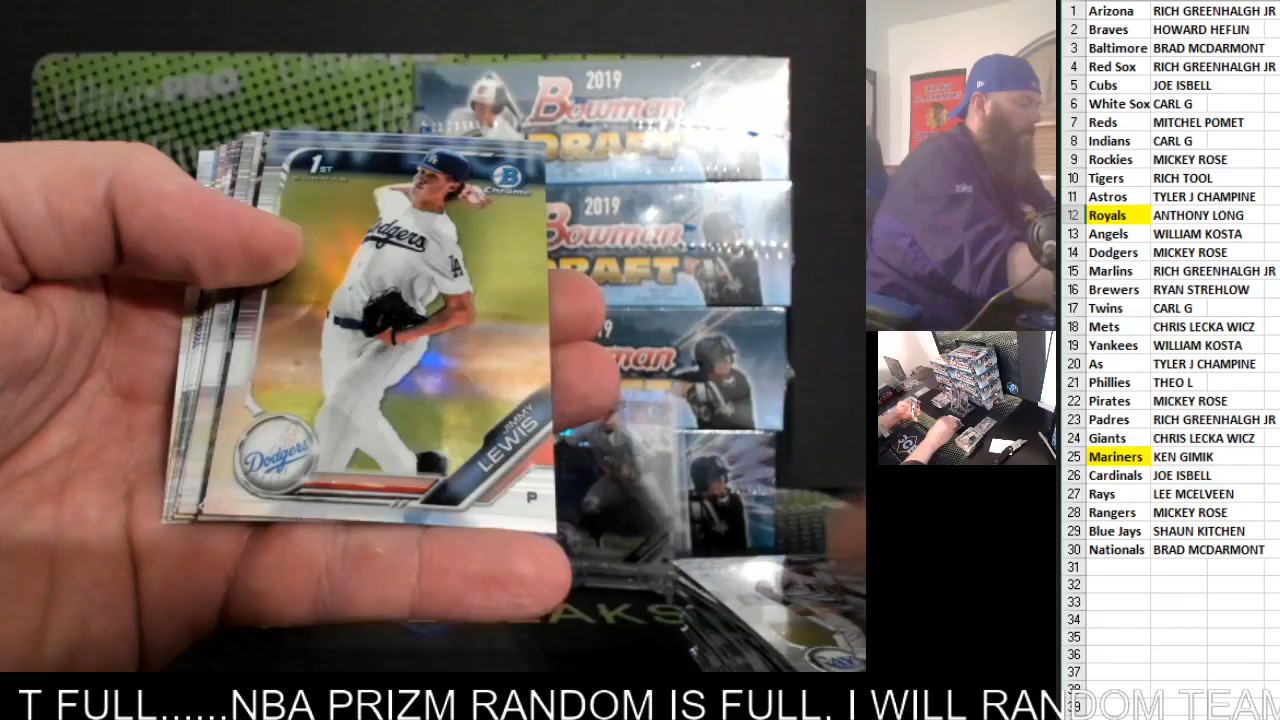 2019
Bowman
DRAFT
2019
Bowman
DRAFT
1ST
B
Chrome
Dodgers
LA
Dodgers
JIMMY
LEWIS
P
1 Arizona RICH GREENHALGH JR
2 Braves HOWARD HEFLIN
3 Baltimore BRAD MCDARMONT
4 Red Sox RICH GREENHALGH JR
5 Cubs JOE ISBELL
6 White Sox CARL G
7 Reds MITCHEL POMET
8 Indians CARL G
9 Rockies MICKEY ROSE
10 Tigers RICH TOOL
11 Astros TYLER J CHAMPINE
12 Royals ANTHONY LONG
13 Angels WILLIAM KOSTA
14 Dodgers MICKEY ROSE
15 Marlins RICH GREENHALGH JR
16 Brewers RYAN STREHLOW
17 Twins CARL G
18 Mets CHRIS LECKA WICZ
19 Yankees WILLIAM KOSTA
20 As TYLER J CHAMPINE
21 Phillies THEO L
22 Pirates MICKEY ROSE
23 Padres RICH GREENHALGH JR
24 Giants CHRIS LECKA WICZ
25 Mariners KEN GIMIK
26 Cardinals JOE ISBELL
27 Rays LEE MCELVEEN
28 Rangers MICKEY ROSE
29 Blue Jays SHAUN KITCHEN
30 Nationals BRAD MCDARMONT
31
32
33
34
35
36
37
T FULL......NBA PRIZM RANDOM IS FULL. I WILL RANDOM TEAM